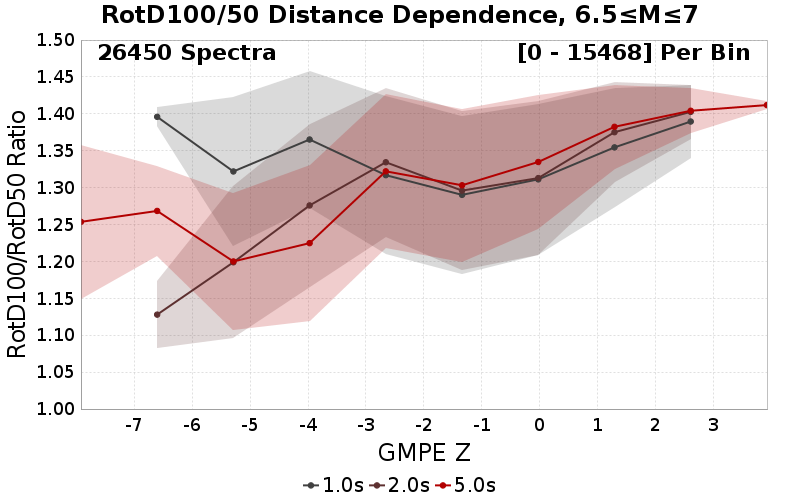 RotD100/50 Distance Dependence, 6.5≤M≤7
26450 Spectra
[0 - 15468] Per Bin
RotD100/RotD50 Ratio
1.50
1.45
1.40
1.35
1.30
1.25
1.20
1.15
1.10
1.05
1.00
-7 -6 -5 -4 -3 -2 -1 0 1 2 3
GMPE Z
1.0s 2.0s 5.0s